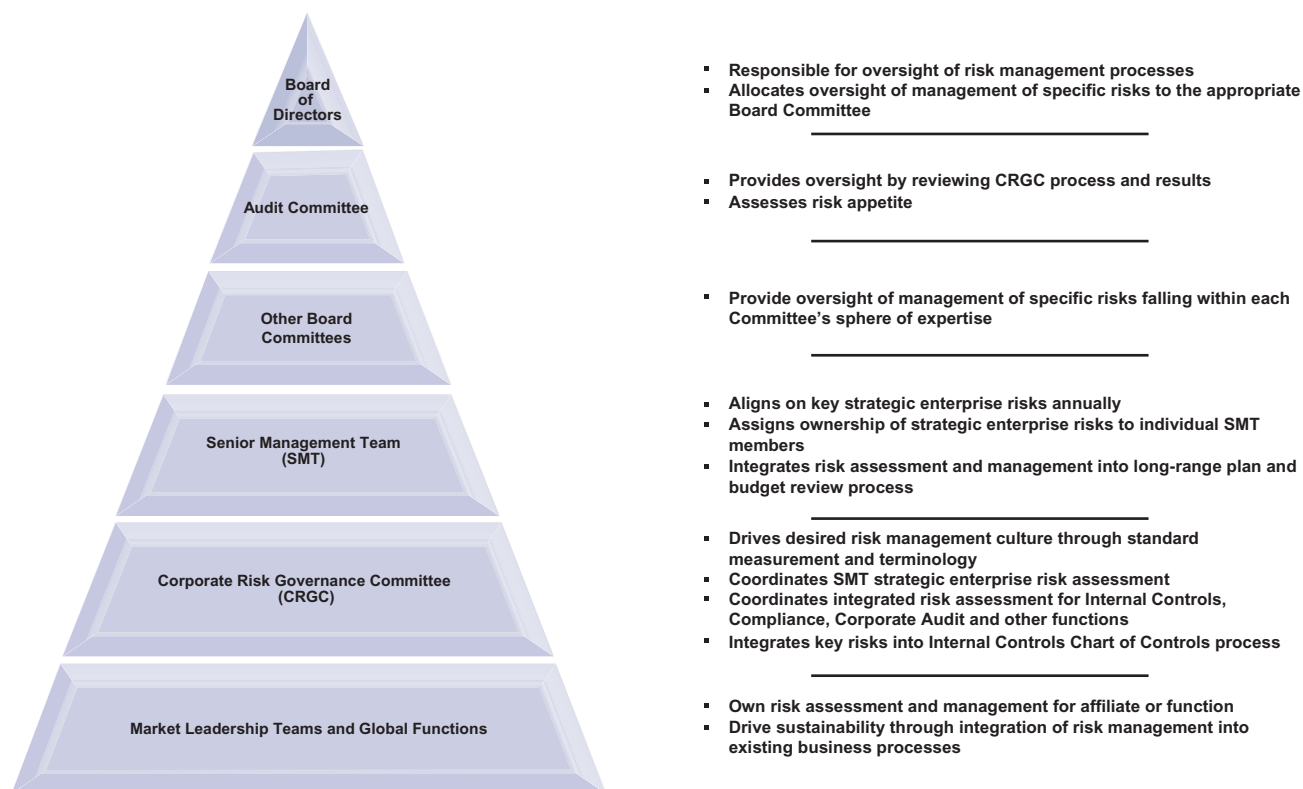 Board
of
Directors
▪ Responsible for oversight of risk management processes
▪ Allocates oversight of management of specific risks to the appropriate
Board Committee
Audit Committee
▪ Provides oversight by reviewing CRGC process and results
▪ Assesses risk appetite
Other Board
Committees
▪ Provide oversight of management of specific risks falling within each
Committee’s sphere of expertise
Senior Management Team
(SMT)
▪ Aligns on key strategic enterprise risks annually
▪ Assigns ownership of strategic enterprise risks to individual SMT
members
▪ Integrates risk assessment and management into long-range plan and
budget review process
Corporate Risk Governance Committee
(CRGC)
▪ Drives desired risk management culture through standard
measurement and terminology
▪ Coordinates SMT strategic enterprise risk assessment
▪ Coordinates integrated risk assessment for Internal Controls,
Compliance, Corporate Audit and other functions
▪ Integrates key risks into Internal Controls Chart of Controls process
Market Leadership Teams and Global Functions
▪ Own risk assessment and management for affiliate or function
▪ Drive sustainability through integration of risk management into
existing business processes